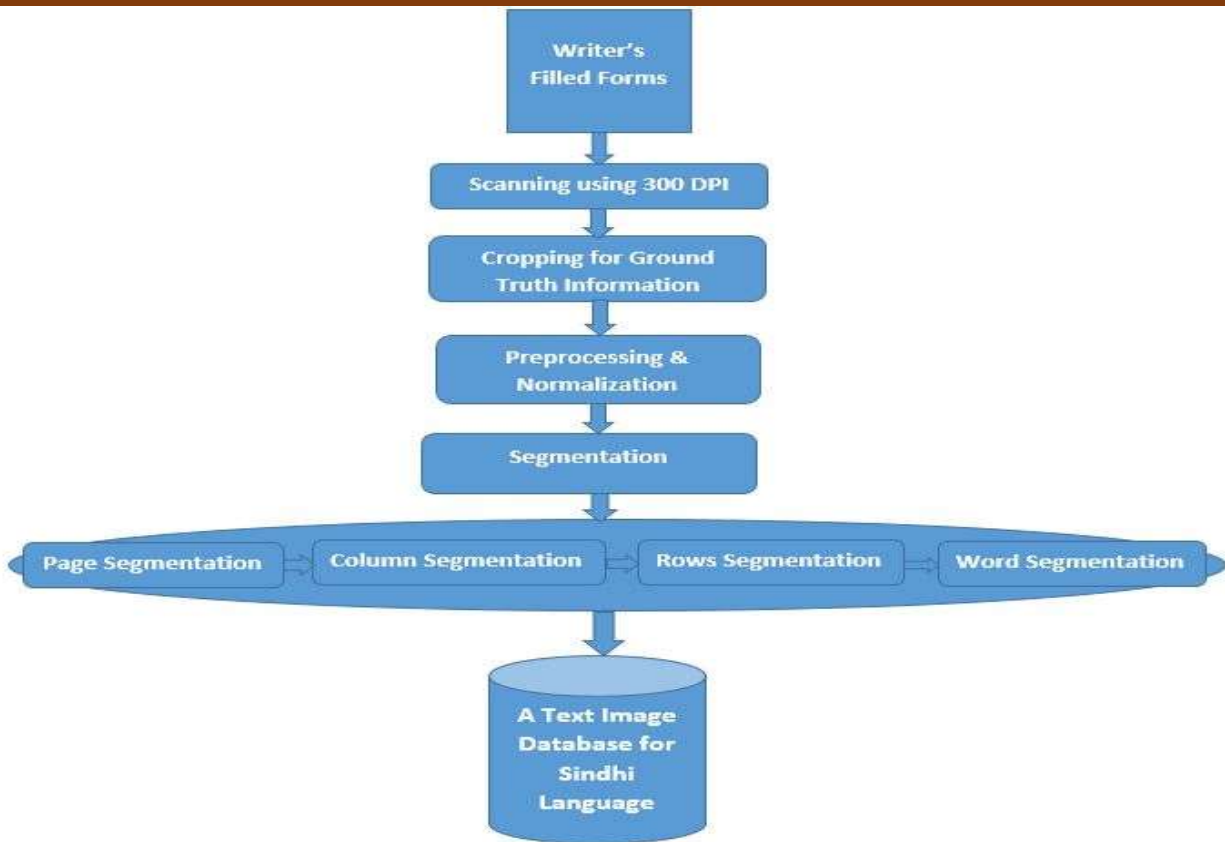 Writer's
Filled Forms
Scanning using 300 DPI
Cropping for Ground
Truth Information
Preprocessing &
Normalization
Segmentation
Page Segmentation
Column Segmentation
Rows Segmentation
Word Segmentation
A Text Image
Database for
Sindhi
Language